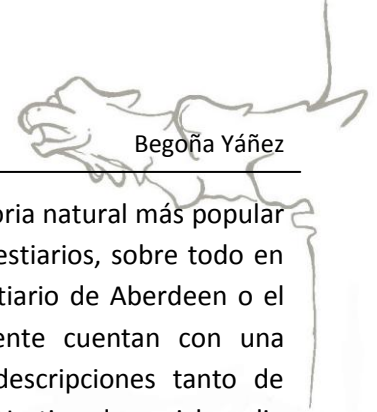 Begoña Yáñez
oria natural más popular
estiarios, sobre todo en
tiario de Aberdeen o el
ente cuentan con una
descripciones tanto de